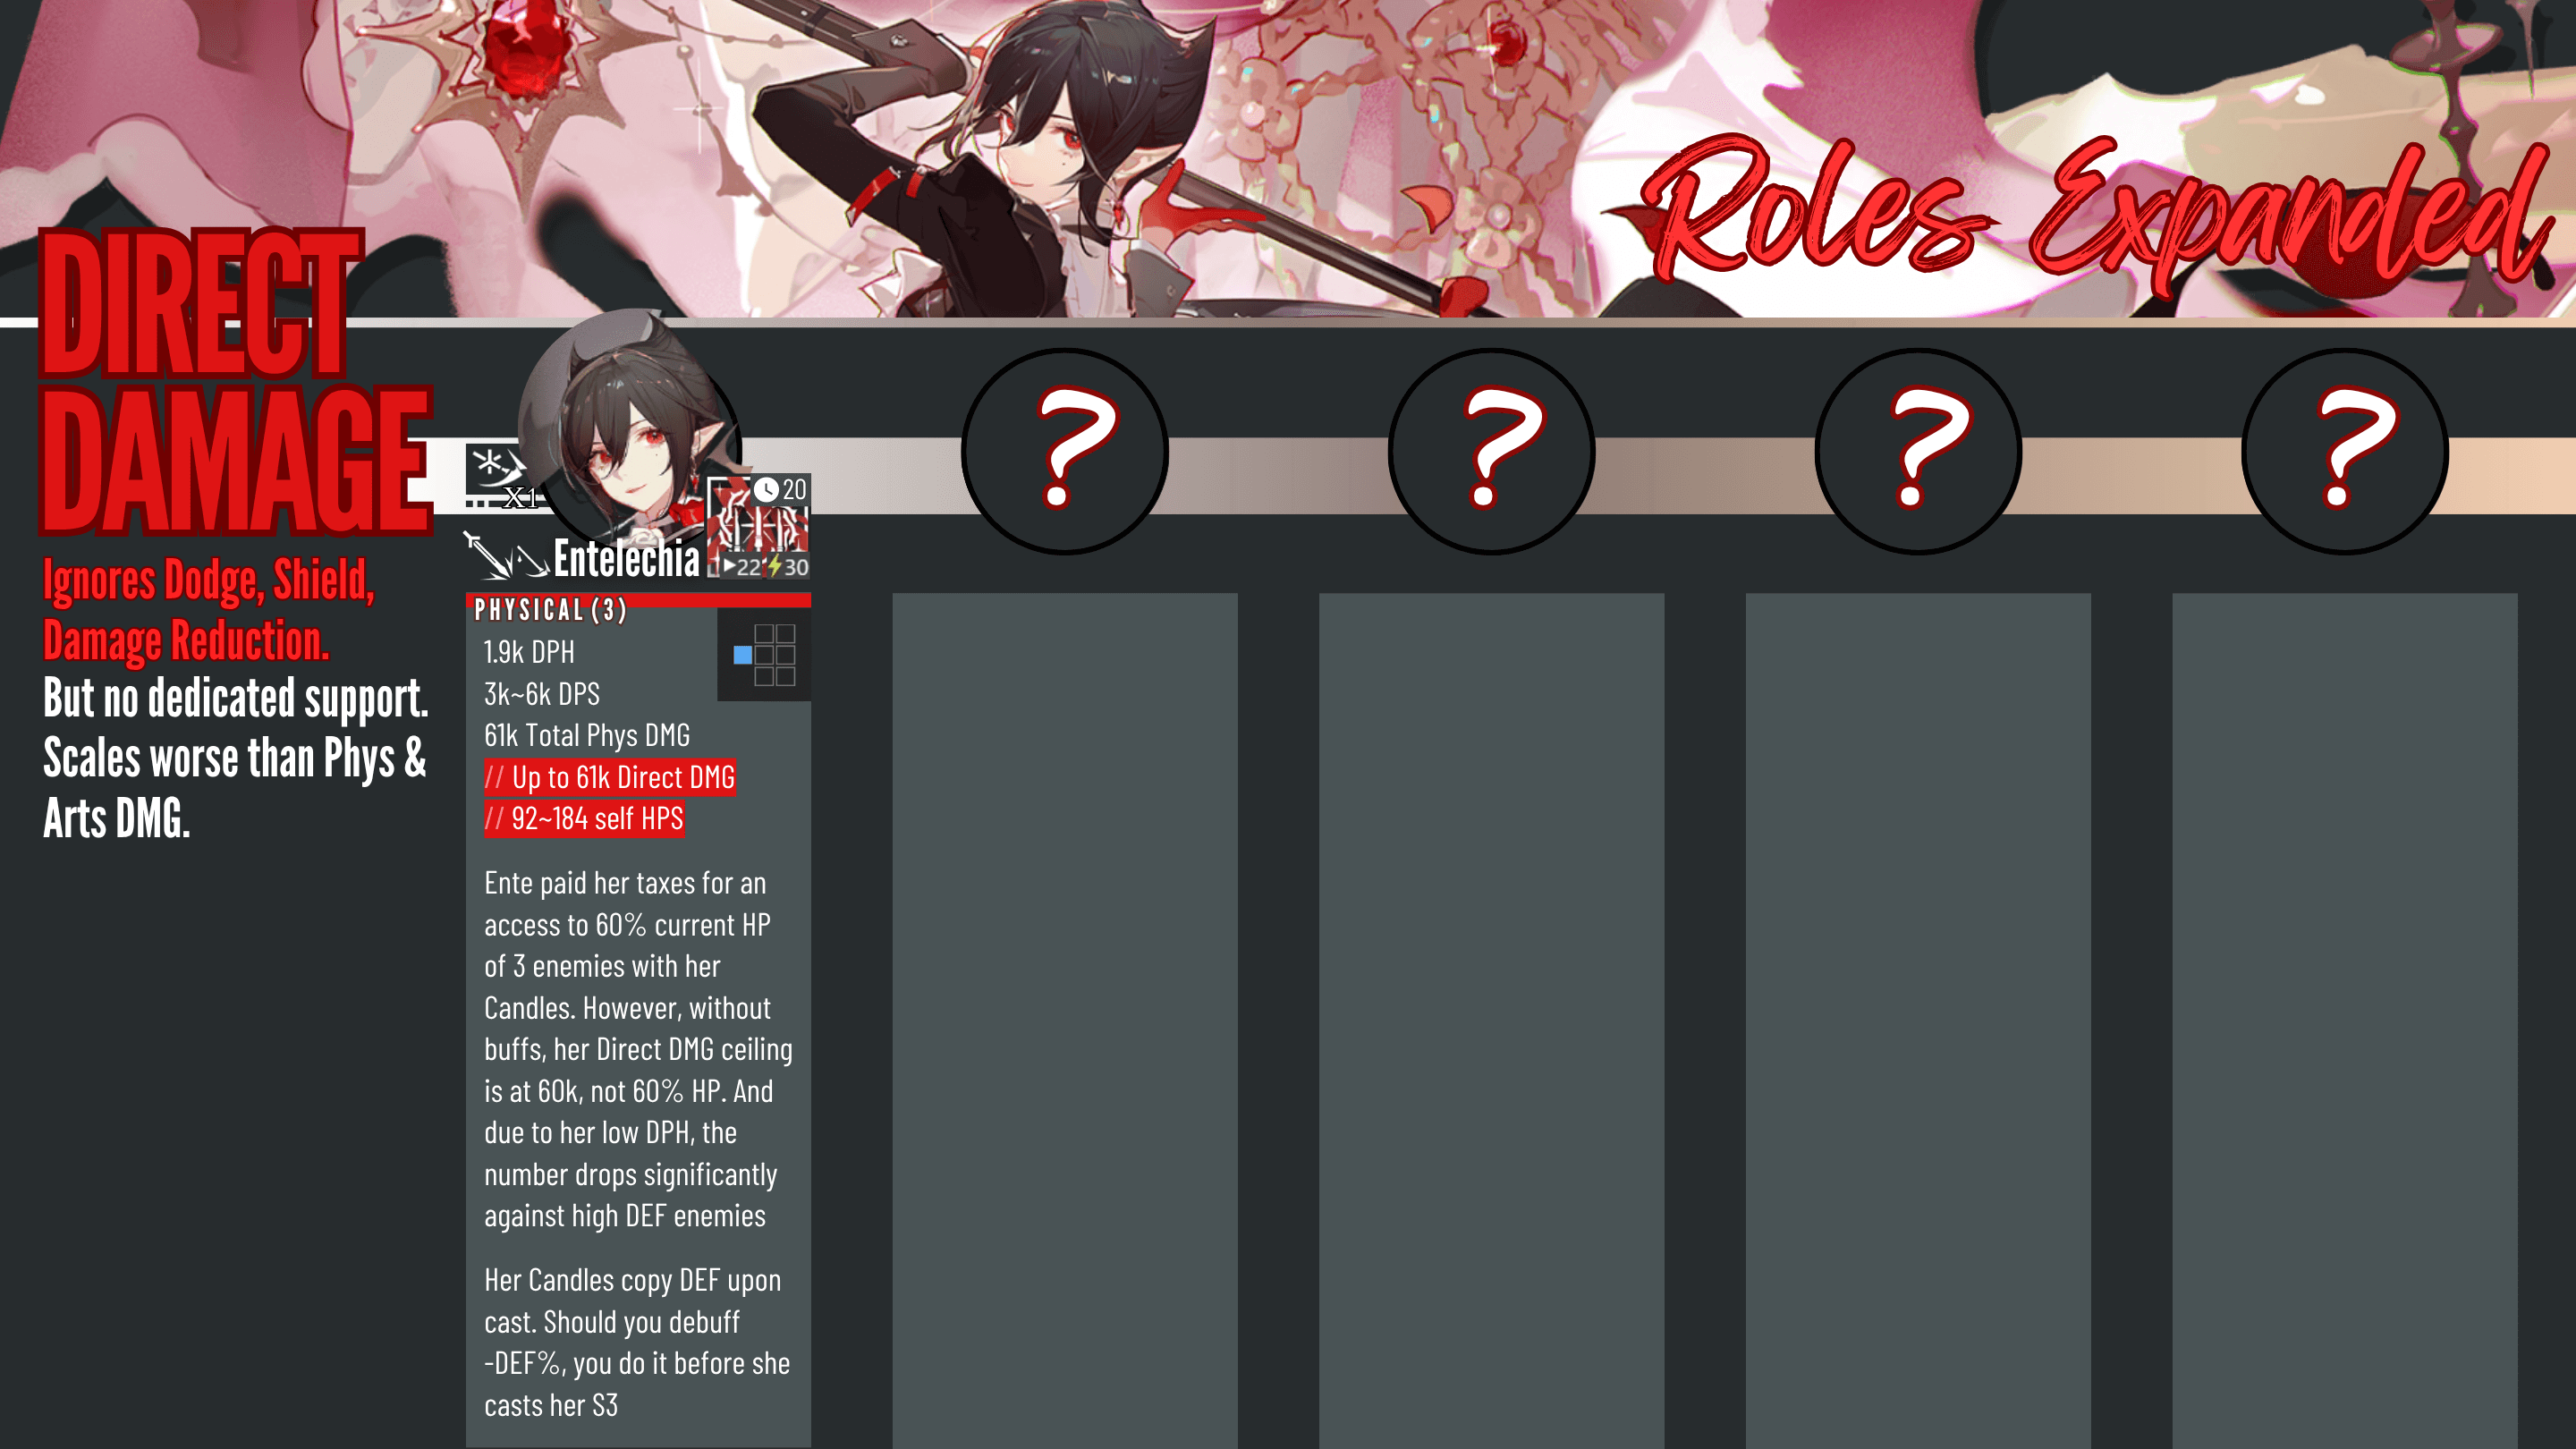 Roles Expanded
DIRECT
DAMAGE
Ignores Dodge, Shield,
Damage Reduction.
But no dedicated support.
Scales worse than Phys &
Arts DMG.
X1
20
22 30
Entelechia
PHYSICAL (3)
1.9k DPH
3k~6k DPS
61k Total Phys DMG
// Up to 61k Direct DMG
// 92~184 self HPS
Ente paid her taxes for an
access to 60% current HP
of 3 enemies with her
Candles. However, without
buffs, her Direct DMG ceiling
is at 60k, not 60% HP. And
due to her low DPH, the
number drops significantly
against high DEF enemies
Her Candles copy DEF upon
cast. Should you debuff
-DEF%, you do it before she
casts her S3
?
?
?
?